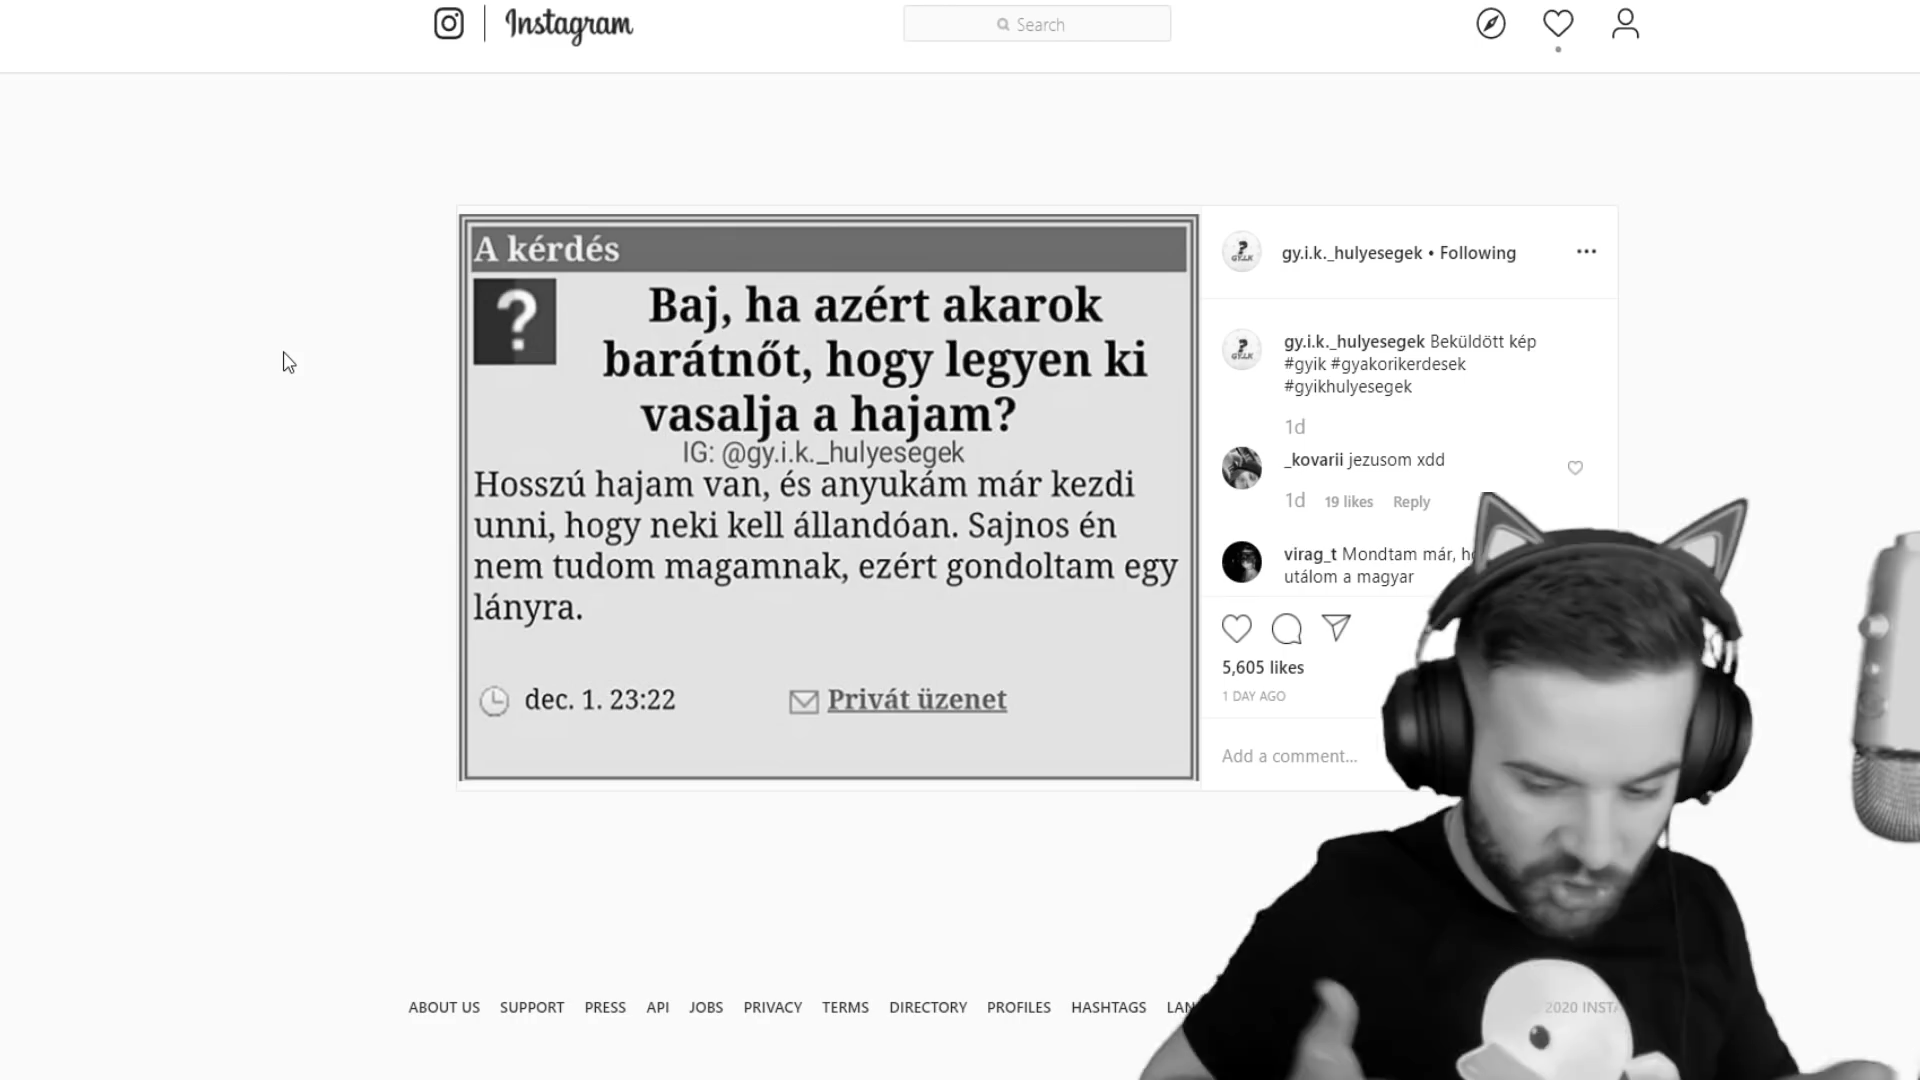 Instagram
Search
A kérdés
?
Baj, ha azért akarok
barátnőt, hogy legyen ki
vasalja a hajam?
IG: @gy.i.k._hulyesegek
Hosszú hajam van, és anyukám már kezdi
unni, hogy neki kell állandóan. Sajnos én
nem tudom magamnak, ezért gondoltam egy
lányra.
dec. 1. 23:22
Privát üzenet
?
GY.I.K
gy.i.k._hulyesegek • Following
?
GY.I.K
gy.i.k._hulyesegek Beküldött kép
#gyik #gyakorikerdesek
#gyikhulyesegek
1d
_kovarii jezusom xdd
1d 19 likes Reply
virag_t Mondtam már,
utálom a magyar
5,605 likes
1 DAY AGO
Add a comment...
ABOUT US SUPPORT PRESS API JOBS PRIVACY TERMS DIRECTORY PROFILES HASHTAGS
2020